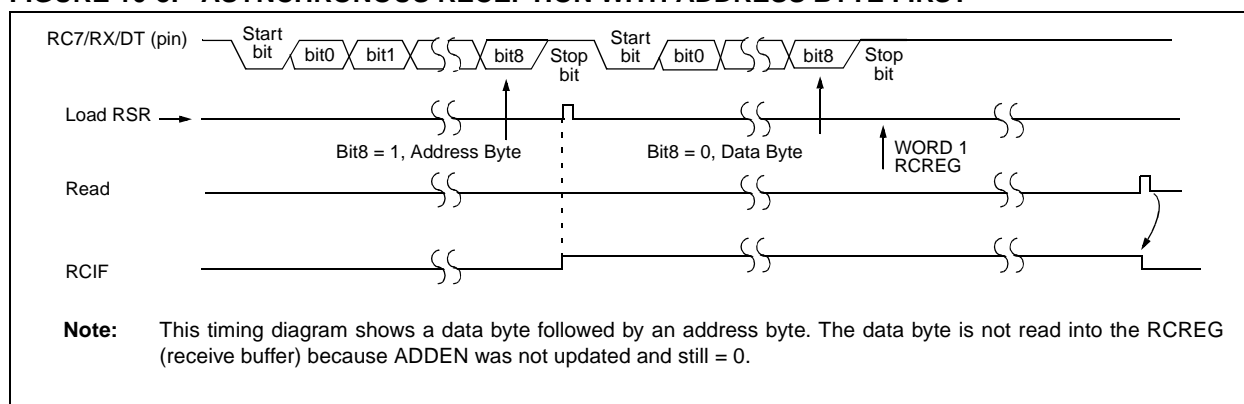 FIGURE 10-8: ASYNCHRONOUS RECEPTION WITH ADDRESS BYTE FIRST
RC7/RX/DT (pin)
Start
bit
bit0
bit1
bit8
Stop
bit
Start
bit
bit0
bit8
Stop
bit
Load RSR
Bit8 = 1, Address Byte
Bit8 = 0, Data Byte
WORD 1
RCREG
Read
RCIF
Note: This timing diagram shows a data byte followed by an address byte. The data byte is not read into the RCREG
(receive buffer) because ADDEN was not updated and still = 0.